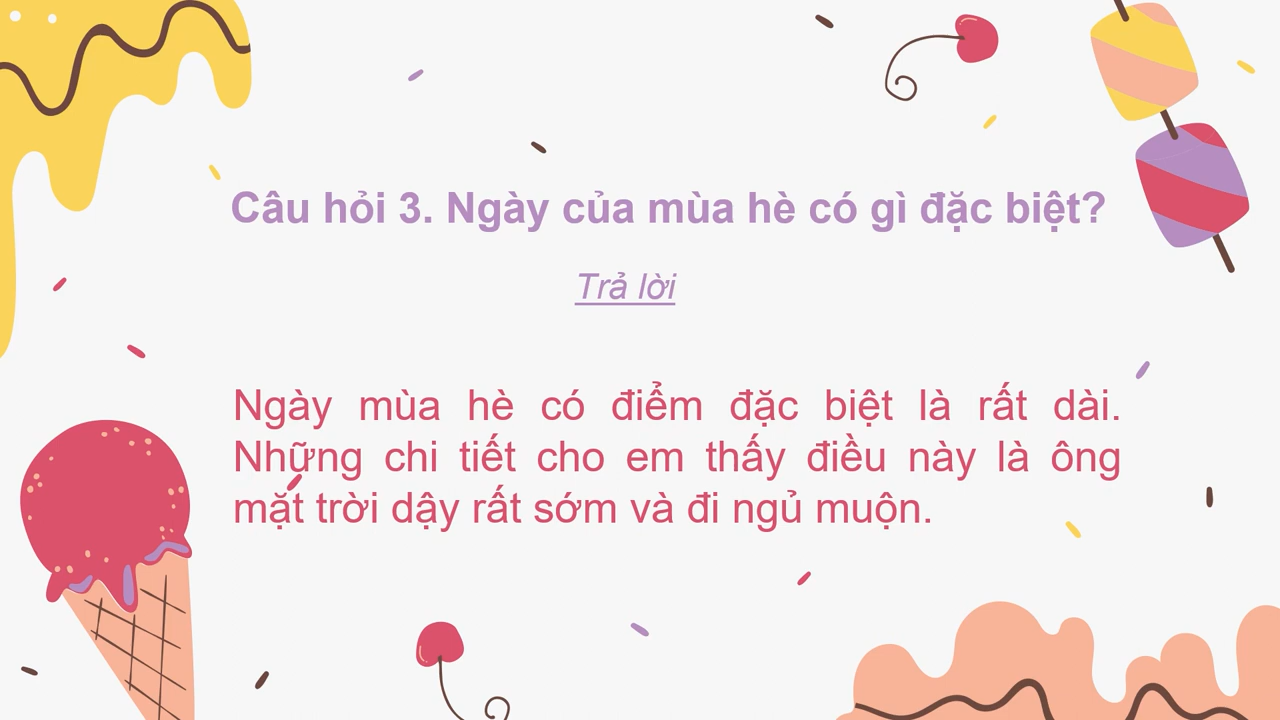 Câu hỏi 3. Ngày của mùa hè có gì đặc biệt?
Trả lời
Ngày mùa hè có điểm đặc biệt là rất dài.
Những chi tiết cho em thấy điều này là ông
mặt trời dậy rất sớm và đi ngủ muộn.